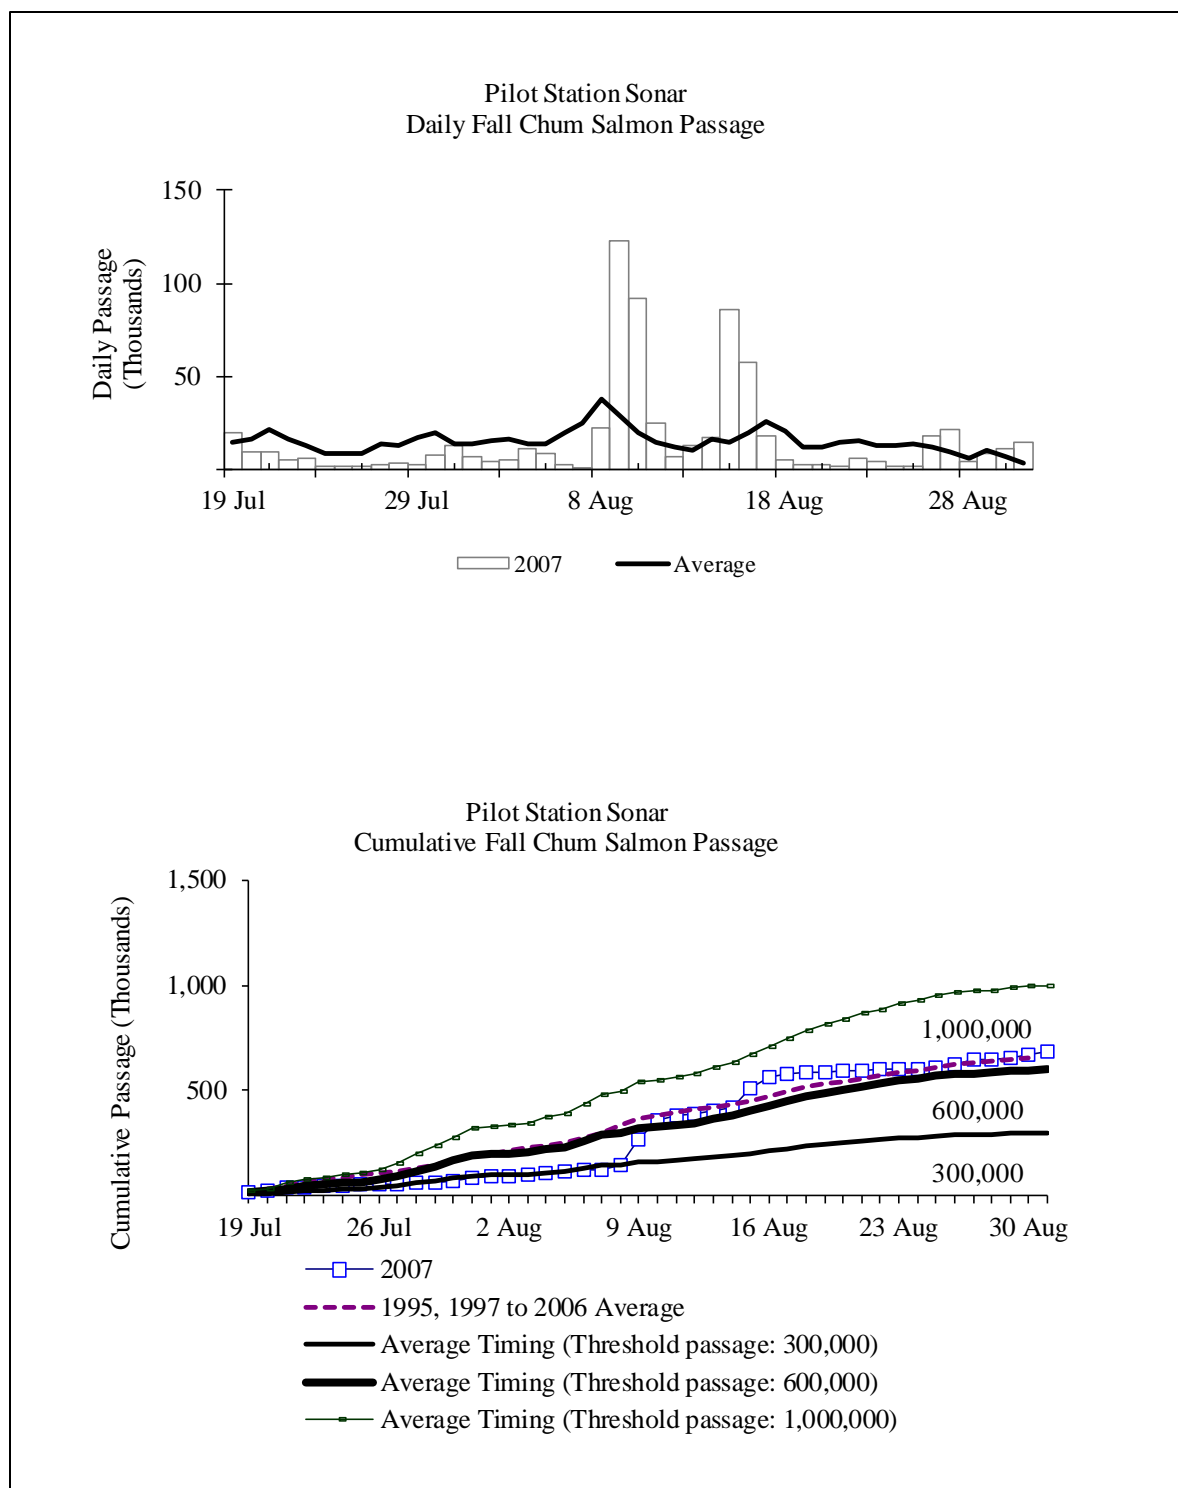 Pilot Station Sonar
Daily Fall Chum Salmon Passage
150
100
50
Daily Passage
(Thousands)
19 Jul 29 Jul 8 Aug 18 Aug 28 Aug
2007 Average
Pilot Station Sonar
Cumulative Fall Chum Salmon Passage
1,500
1,000
500
Cumulative Passage (Thousands)
1,000,000
600,000
300,000
19 Jul 26 Jul 2 Aug 9 Aug 16 Aug 23 Aug 30 Aug
2007
1995, 1997 to 2006 Average
Average Timing (Threshold passage: 300,000)
Average Timing (Threshold passage: 600,000)
Average Timing (Threshold passage: 1,000,000)